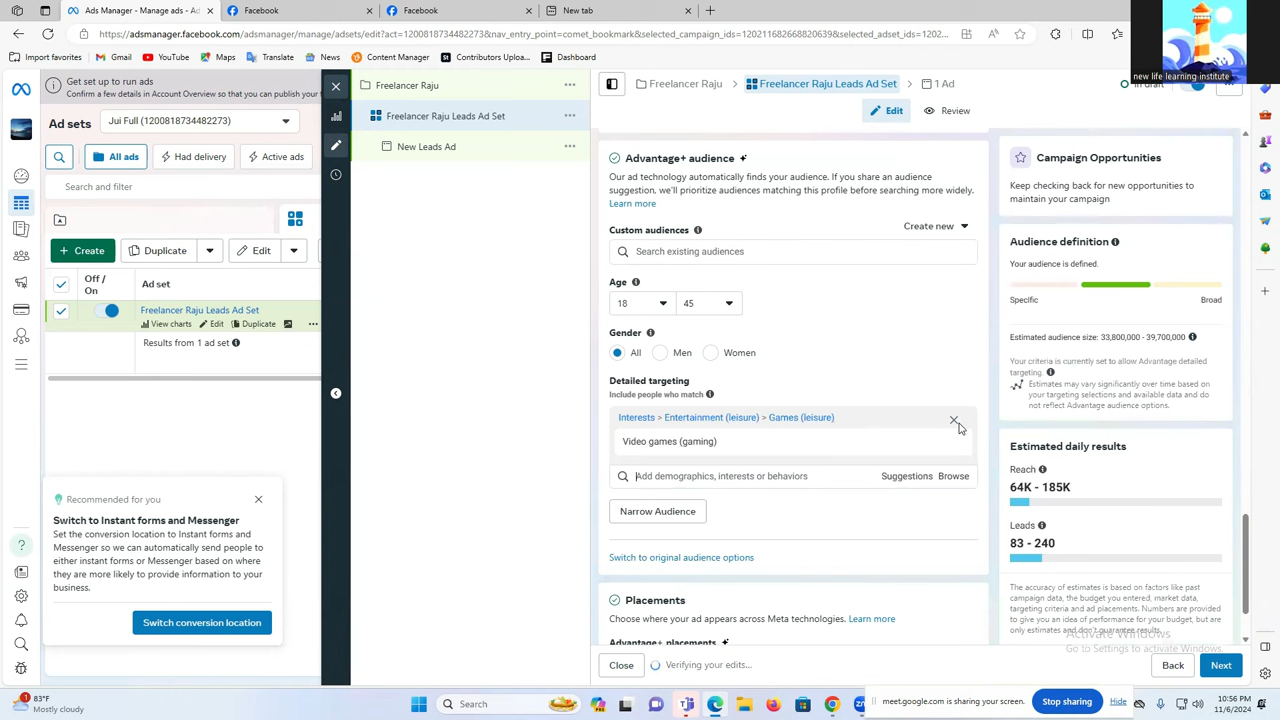 Ads Manager - Manage ads - Ad set
Facebook
Facebook
New tab
https://adsmanager.facebook.com/adsmanager/manage/adsets/edit?act=1200818734482273&nav_entry_point=comet_bookmark&selected_campaign_ids=120211682668820639&selected_adset_ids=1202...
Import favorites
Gmail
YouTube
Maps
Translate
News
Content Manager
St Contributors Uploa...
new life learning institute
Get set up to run ads
Confirm a few details in Account Overview so that you can publish your
Ad sets
Jui Full (1200818734482273)
All ads
Had delivery
Active ads
Search and filter
+ Create
Duplicate
Edit
Off / On
Ad set
Freelancer Raju Leads Ad Set
View charts
Edit
Duplicate
Results from 1 ad set
Recommended for you
Switch to Instant forms and Messenger
Set the conversion location to Instant forms and
Messenger so we can automatically send people to
either instant forms or Messenger based on where
they are more likely to provide information to your
business.
Switch conversion location
Freelancer Raju
Freelancer Raju Leads Ad Set
New Leads Ad
Freelancer Raju
Freelancer Raju Leads Ad Set
1 Ad
In draft
Edit
Review
Advantage+ audience
Our ad technology automatically finds your audience. If you share an audience
suggestion, we'll prioritize audiences matching this profile before searching more widely.
Learn more
Custom audiences
Create new
Search existing audiences
Age
18
45
Gender
All
Men
Women
Detailed targeting
Include people who match
Interests > Entertainment (leisure) > Games (leisure)
Video games (gaming)
Add demographics, interests or behaviors
Suggestions
Browse
Narrow Audience
Switch to original audience options
Placements
Choose where your ad appears across Meta technologies. Learn more
Advantage+ placements
Close
Verifying your edits...
Back
Next
Campaign Opportunities
Keep checking back for new opportunities to
maintain your campaign
Audience definition
Your audience is defined.
Specific
Broad
Estimated audience size: 33,800,000 - 39,700,000
Your criteria is currently set to allow Advantage detailed
targeting.
Estimates may vary significantly over time based on
your targeting selections and available data and do
not reflect Advantage audience options.
Estimated daily results
Reach
64K - 185K
Leads
83 - 240
The accuracy of estimates is based on factors like past
campaign data, the budget you entered, market data,
targeting criteria and ad placements. Numbers are provided
to give you an idea of performance for your budget, but are
only estimates and don't guarantee results.
Activate Windows
Go to Settings to activate Windows.
83°F
Mostly cloudy
Search
meet.google.com is sharing your screen.
Stop sharing
Hide
10:56 PM
11/6/2024